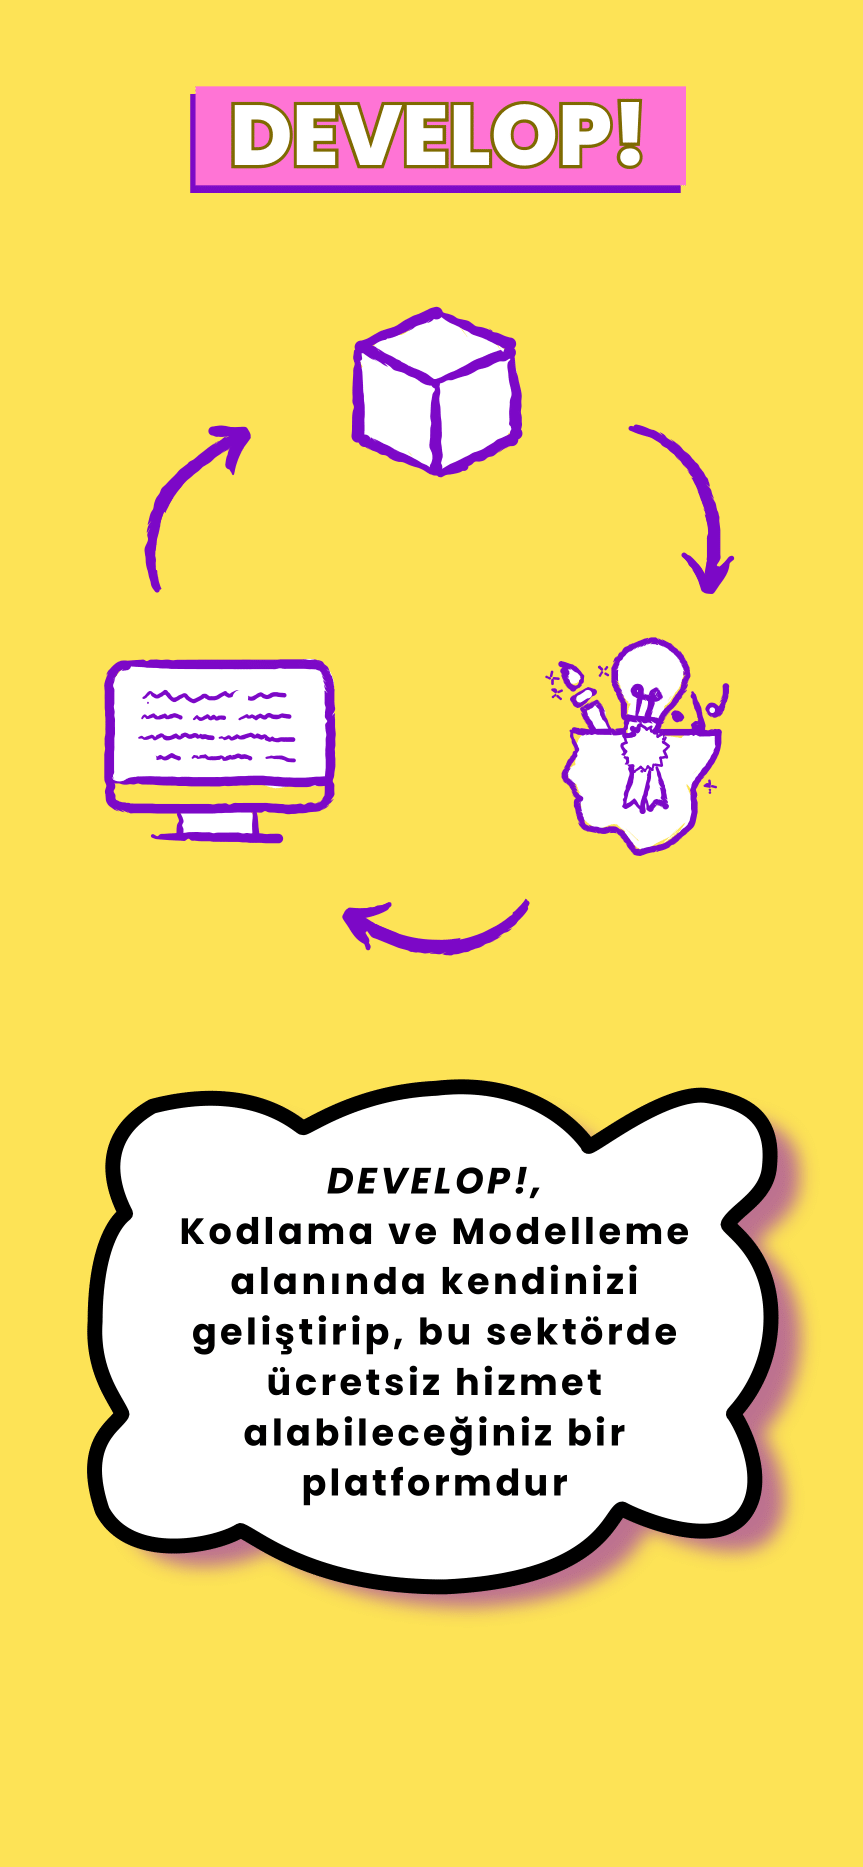 DEVELOP!
DEVELOP!,
Kodlama ve Modelleme
alanında kendinizi
geliştirip, bu sektörde
ücretsiz hizmet
alabileceğiniz bir
platformdur